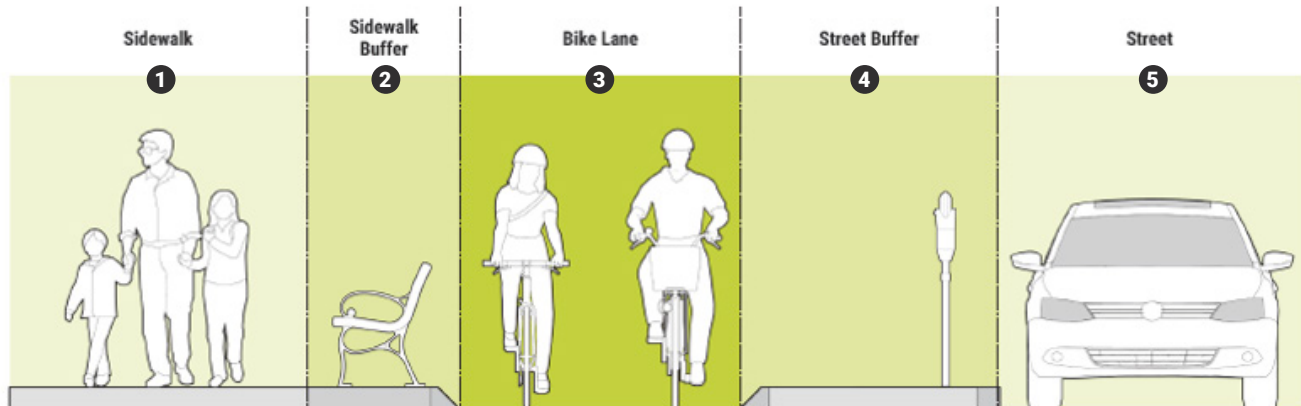 Sidewalk
Sidewalk
Buffer
Bike Lane
Street Buffer
Street
1
2
3
4
5